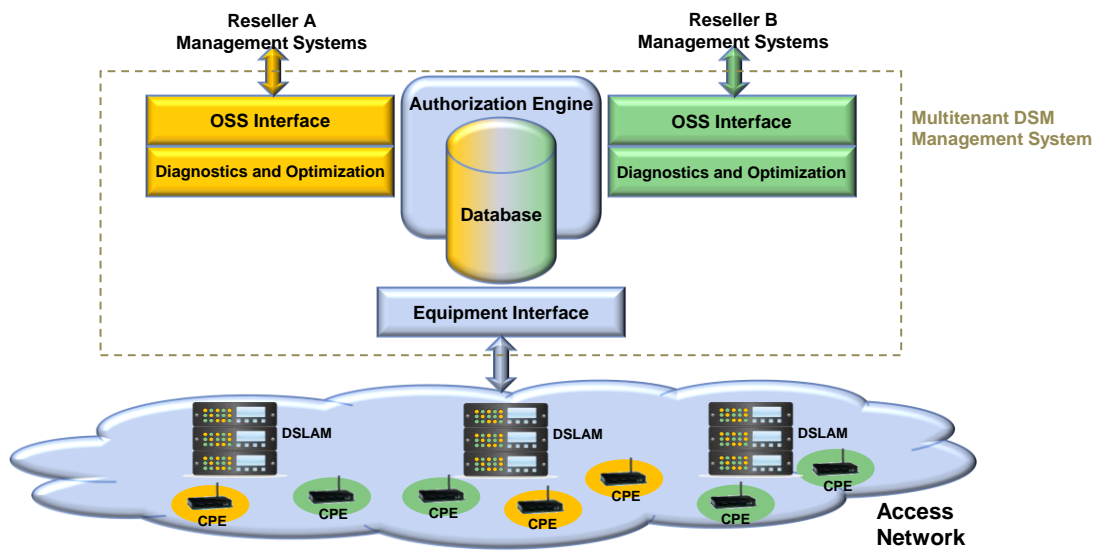 Reseller A
Management Systems
Reseller B
Management Systems
Authorization Engine
OSS Interface
OSS Interface
Multitenant DSM
Management System
Diagnostics and Optimization
Diagnostics and Optimization
Database
Equipment Interface
DSLAM
DSLAM
DSLAM
CPE
CPE
CPE
CPE
CPE
CPE
CPE
Access
Network